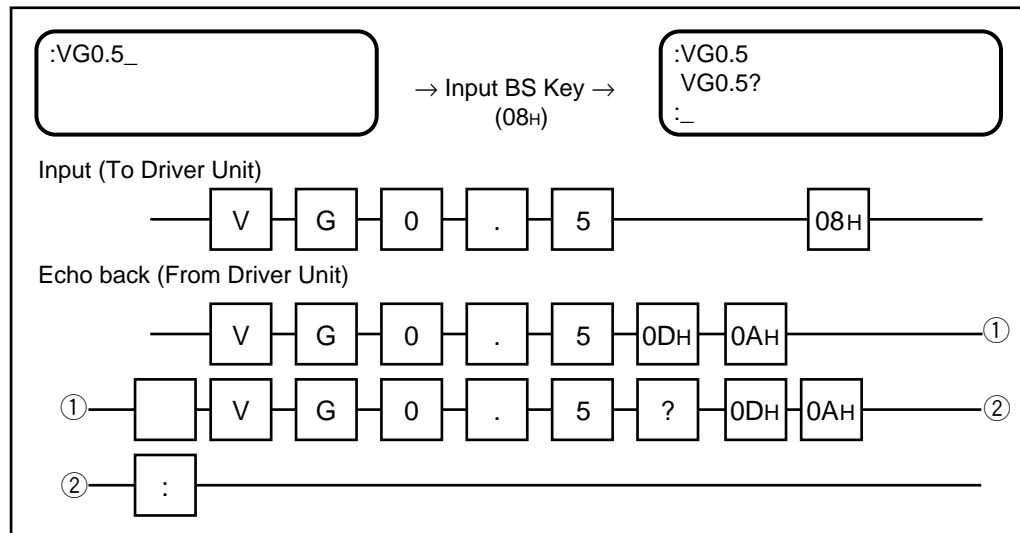 :VG0.5_
→ Input BS Key →
(08H)
:VG0.5
VG0.5?
:_
Input (To Driver Unit)
V G 0 . 5 08H
Echo back (From Driver Unit)
V G 0 . 5 0DH 0AH ①
① V G 0 . 5 ? 0DH 0AH ②
② :